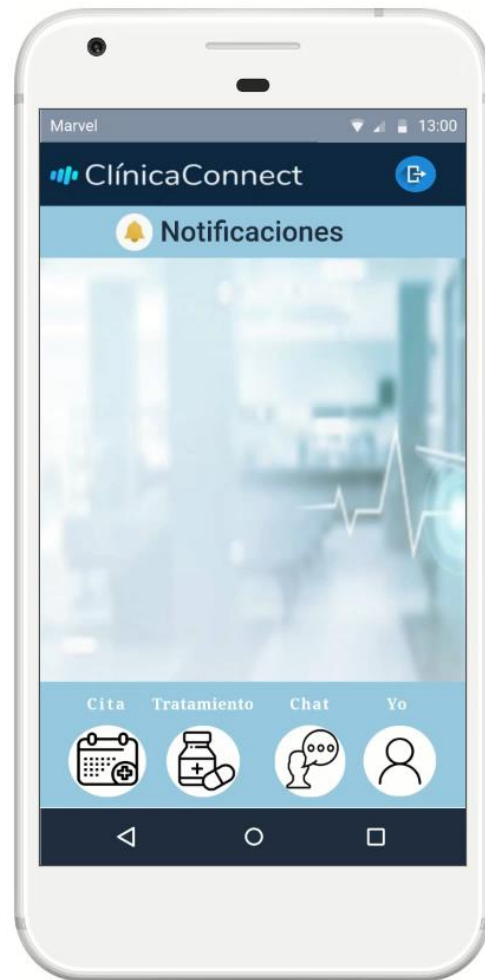 Marvel 13:00
ClínicaConnect
Notificaciones
Cita Tratamiento Chat Yo